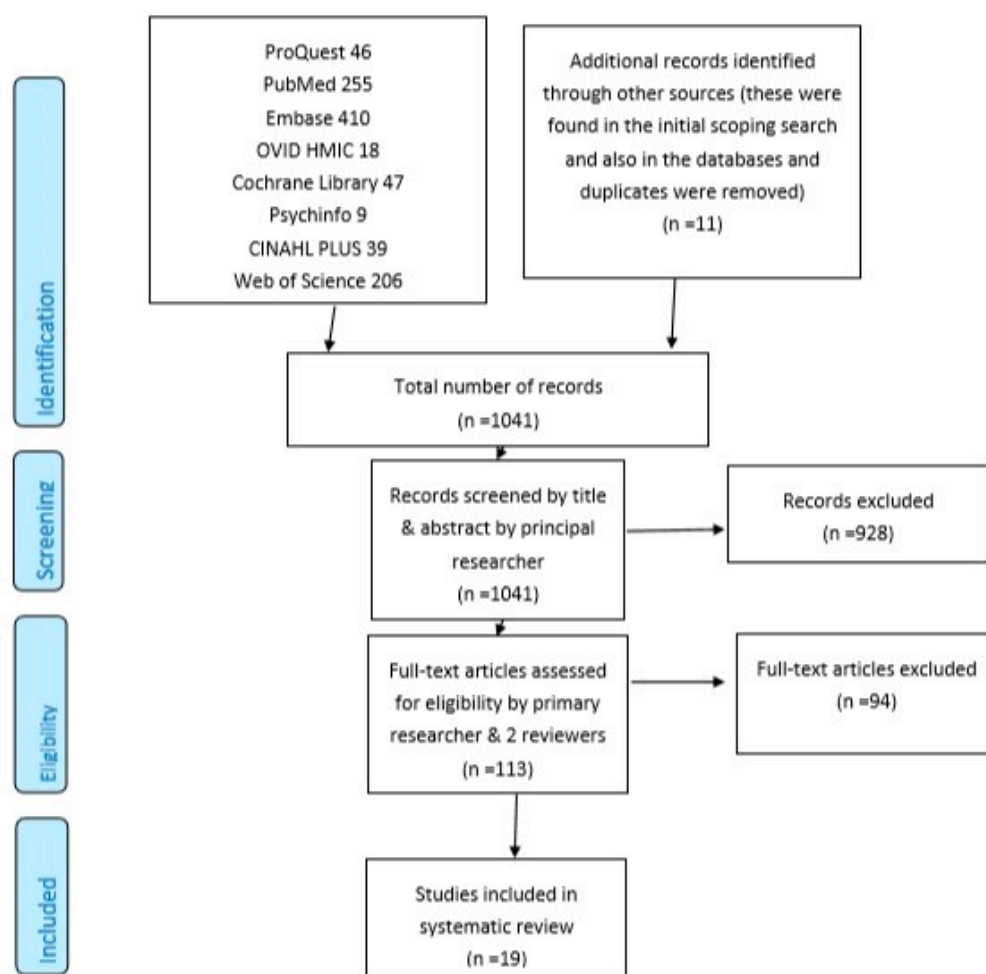 ProQuest 46
PubMed 255
Embase 410
OVID HMIC 18
Cochrane Library 47
Psychinfo 9
CINAHL PLUS 39
Web of Science 206
Additional records identified
through other sources (these were
found in the initial scoping search
and also in the databases and
duplicates were removed)
(n =11)
Identification
Total number of records
(n =1041)
Screening
Records screened by title
& abstract by principal
researcher
(n =1041)
Records excluded
(n =928)
Eligibility
Full-text articles assessed
for eligibility by primary
researcher & 2 reviewers
(n =113)
Full-text articles excluded
(n =94)
Included
Studies included in
systematic review
(n =19)